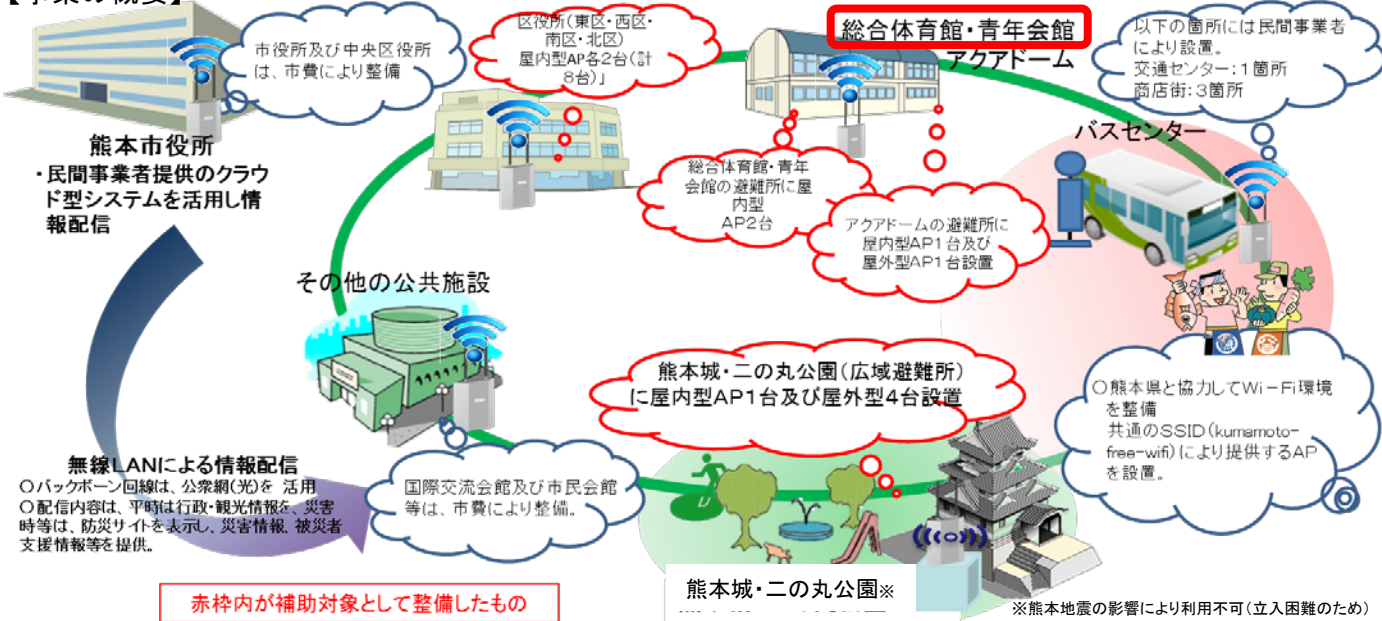 【事業の概要】
市役所及び中央区役所
は、市費により整備
区役所(東区・西区・
南区・北区)
屋内型AP各2台(計
8台)」
総合体育館・青年会館
アクアドーム
以下の箇所には民間事業者
により設置。
交通センター:1箇所
商店街:3箇所
熊本市役所
・民間事業者提供のクラウ
ド型システムを活用し情
報配信
総合体育館・青年
会館の避難所に屋
内型
AP2台
アクアドームの避難所に
屋内型AP1台及び
屋外型AP1台設置
バスセンター
その他の公共施設
熊本城・二の丸公園(広域避難所)
に屋内型AP1台及び屋外型4台設置
○熊本県と協力してWi-Fi環境
を整備
共通のSSID(kumamoto-
free-wifi)により提供するAP
を設置。
無線LANによる情報配信
○バックボーン回線は、公衆網(光)を 活用
○配信内容は、平時は行政・観光情報を、災害
時等は、防災サイトを表示し、災害情報、被災者
支援情報等を提供。
国際交流会館及び市民会館
等は、市費により整備。
赤枠内が補助対象として整備したもの
熊本城・二の丸公園※
※熊本地震の影響により利用不可(立入困難のため)